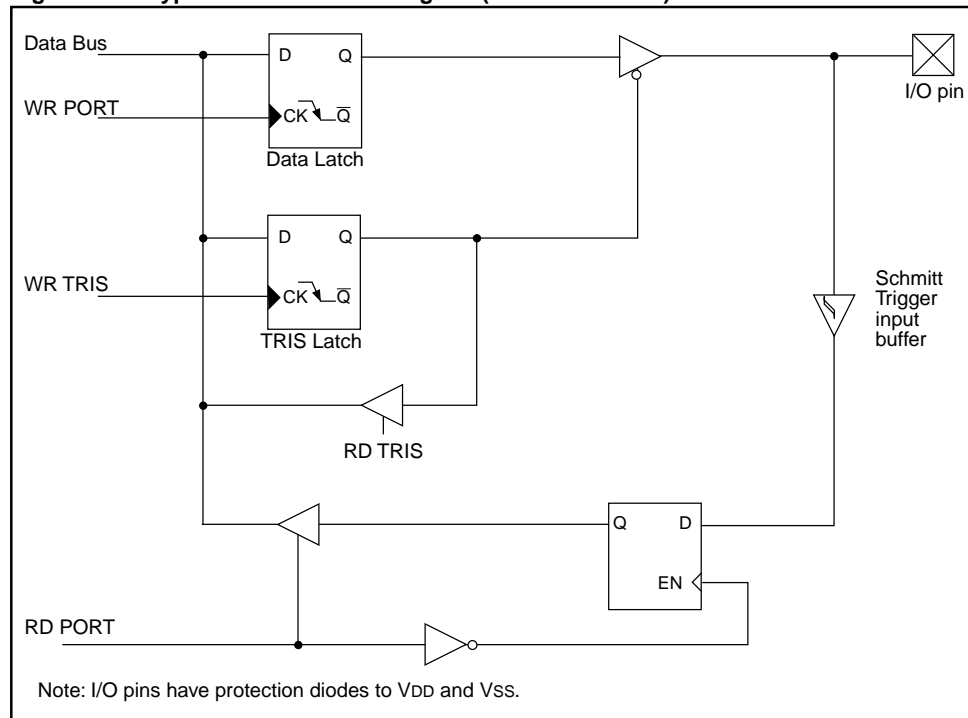 Data Bus
D Q
WR PORT
CK Q̅
Data Latch
I/O pin
D Q
WR TRIS
CK Q̅
TRIS Latch
Schmitt
Trigger
input
buffer
RD TRIS
Q D
EN
RD PORT
Note: I/O pins have protection diodes to VDD and VSS.